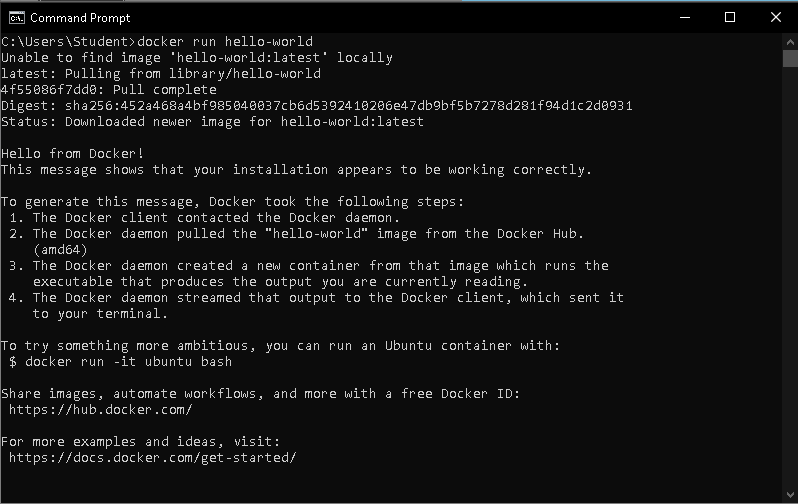 Command Prompt
C:\Users\Student>docker run hello-world
Unable to find image 'hello-world:latest' locally
latest: Pulling from library/hello-world
4f55086f7dd0: Pull complete
Digest: sha256:452a468a4bf985040037cb6d5392410206e47db9bf5b7278d281f94d1c2d0931
Status: Downloaded newer image for hello-world:latest
Hello from Docker!
This message shows that your installation appears to be working correctly.
To generate this message, Docker took the following steps:
1. The Docker client contacted the Docker daemon.
2. The Docker daemon pulled the "hello-world" image from the Docker Hub.
(amd64)
3. The Docker daemon created a new container from that image which runs the
executable that produces the output you are currently reading.
4. The Docker daemon streamed that output to the Docker client, which sent it
to your terminal.
To try something more ambitious, you can run an Ubuntu container with:
$ docker run -it ubuntu bash
Share images, automate workflows, and more with a free Docker ID:
https://hub.docker.com/
For more examples and ideas, visit:
https://docs.docker.com/get-started/